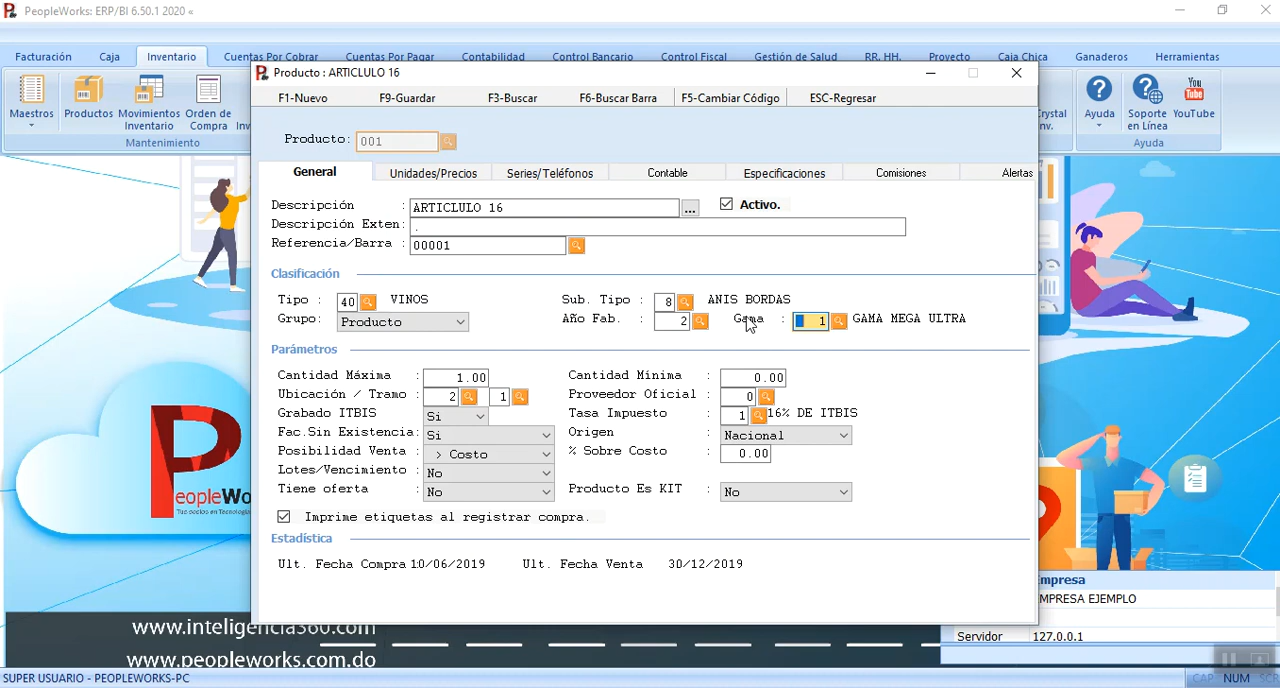 PeopleWorks: ERP/BI 6.50.1 2020 «
Facturación Caja Inventario Cuentas Por Cobrar Cuentas Por Pagar Contabilidad Control Bancario Control Fiscal Gestión de Salud RR. HH. Proyecto Caja Chica Ganaderos Herramientas
Maestros Productos Movimientos Inventario Orden de Compra
Mantenimiento
Ayuda Soporte en Línea YouTube
Ayuda
Producto : ARTICLULO 16
F1-Nuevo F9-Guardar F3-Buscar F6-Buscar Barra F5-Cambiar Código ESC-Regresar
Producto: 001
General Unidades/Precios Series/Teléfonos Contable Especificaciones Comisiones Alertas
Descripción : ARTICLULO 16 ... Activo.
Descripción Exten: .
Referencia/Barra : 00001
Clasificación
Tipo : 40 VINOS Sub. Tipo : 8 ANIS BORDAS
Grupo: Producto Año Fab. : 2 Gama : 1 GAMA MEGA ULTRA
Parámetros
Cantidad Máxima : 1.00 Cantidad Minima : 0.00
Ubicación / Tramo : 2 1 Proveedor Oficial : 0
Grabado ITBIS : Si Tasa Impuesto : 1 16% DE ITBIS
Fac.Sin Existencia: Si Origen : Nacional
Posibilidad Venta : > Costo % Sobre Costo : 0.00
Lotes/Vencimiento : No
Tiene oferta : No Producto Es KIT : No
Imprime etiquetas al registrar compra.
Estadística
Ult. Fecha Compra 10/06/2019 Ult. Fecha Venta 30/12/2019
www.inteligencia360.com
www.peopleworks.com.do
Servidor 127.0.0.1
SUPER USUARIO - PEOPLEWORKS-PC CAP NUM SCR